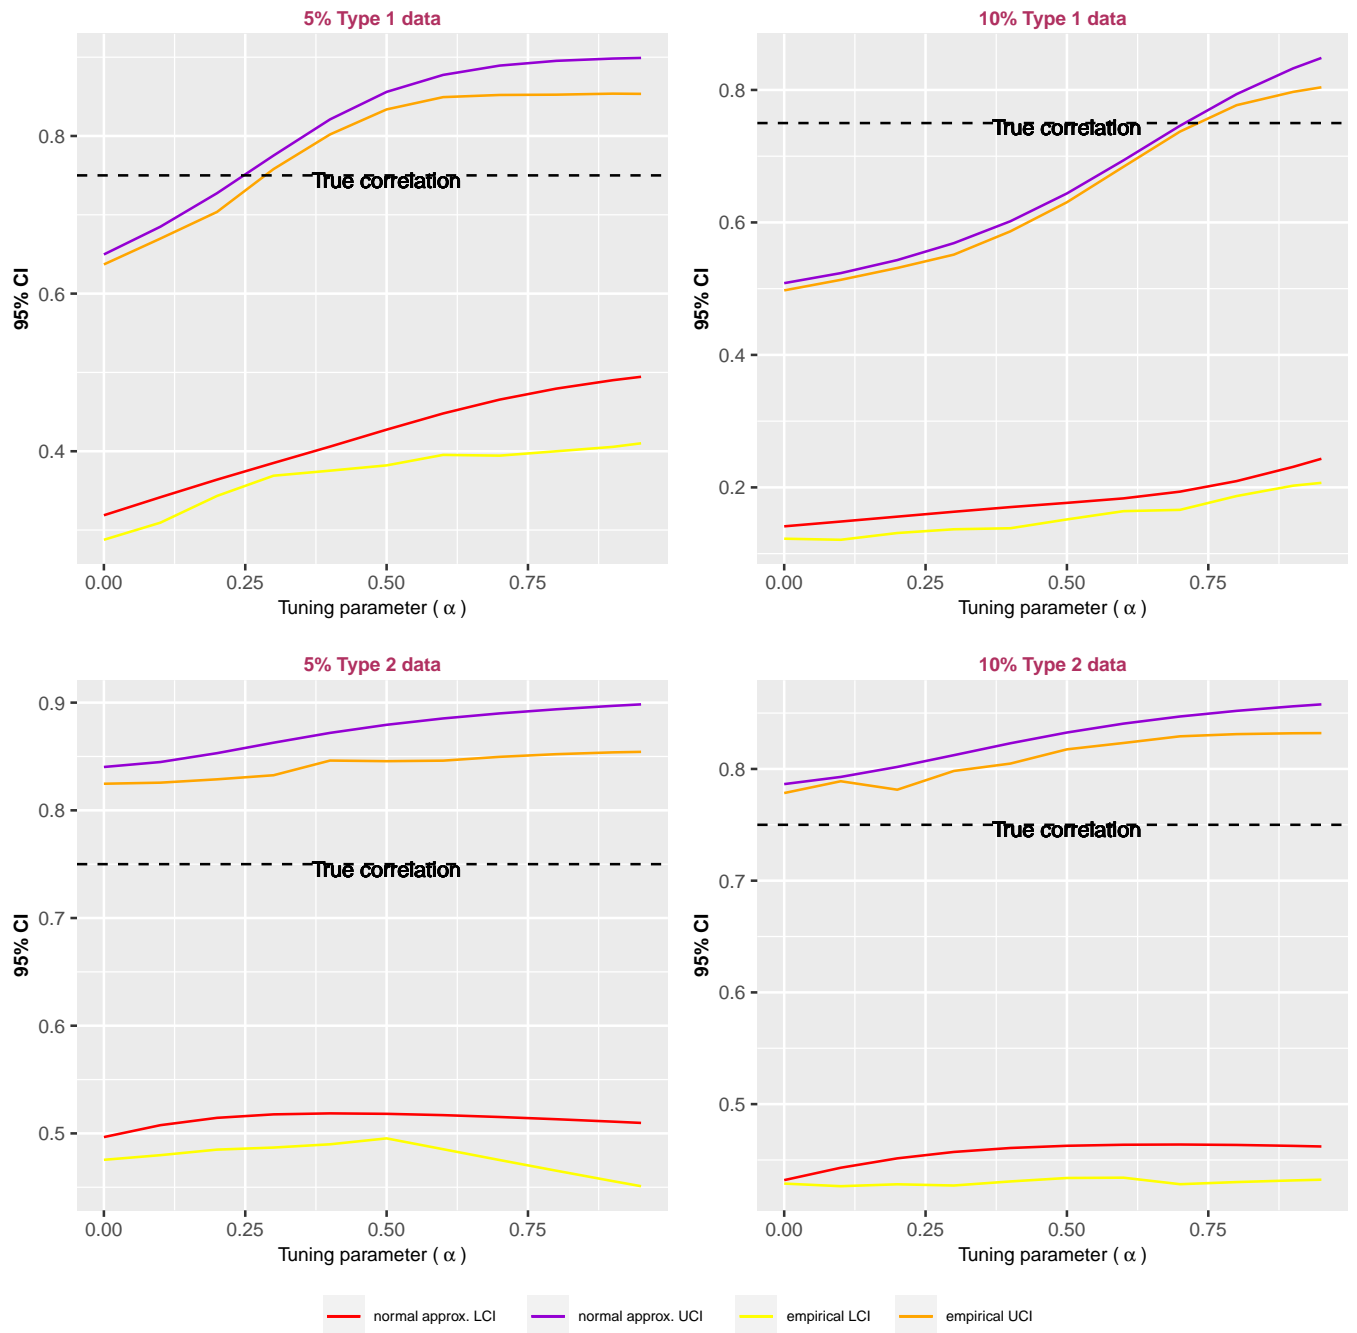 5% Type 1 data
95% CI
0.8
0.6
0.4
0.00 0.25 0.50 0.75
True correlation
Tuning parameter ( α )
10% Type 1 data
95% CI
0.8
0.6
0.4
0.2
0.00 0.25 0.50 0.75
True correlation
Tuning parameter ( α )
5% Type 2 data
95% CI
0.9
0.8
0.7
0.6
0.5
0.00 0.25 0.50 0.75
True correlation
Tuning parameter ( α )
10% Type 2 data
95% CI
0.8
0.7
0.6
0.5
0.00 0.25 0.50 0.75
True correlation
Tuning parameter ( α )
normal approx. LCI normal approx. UCI empirical LCI empirical UCI